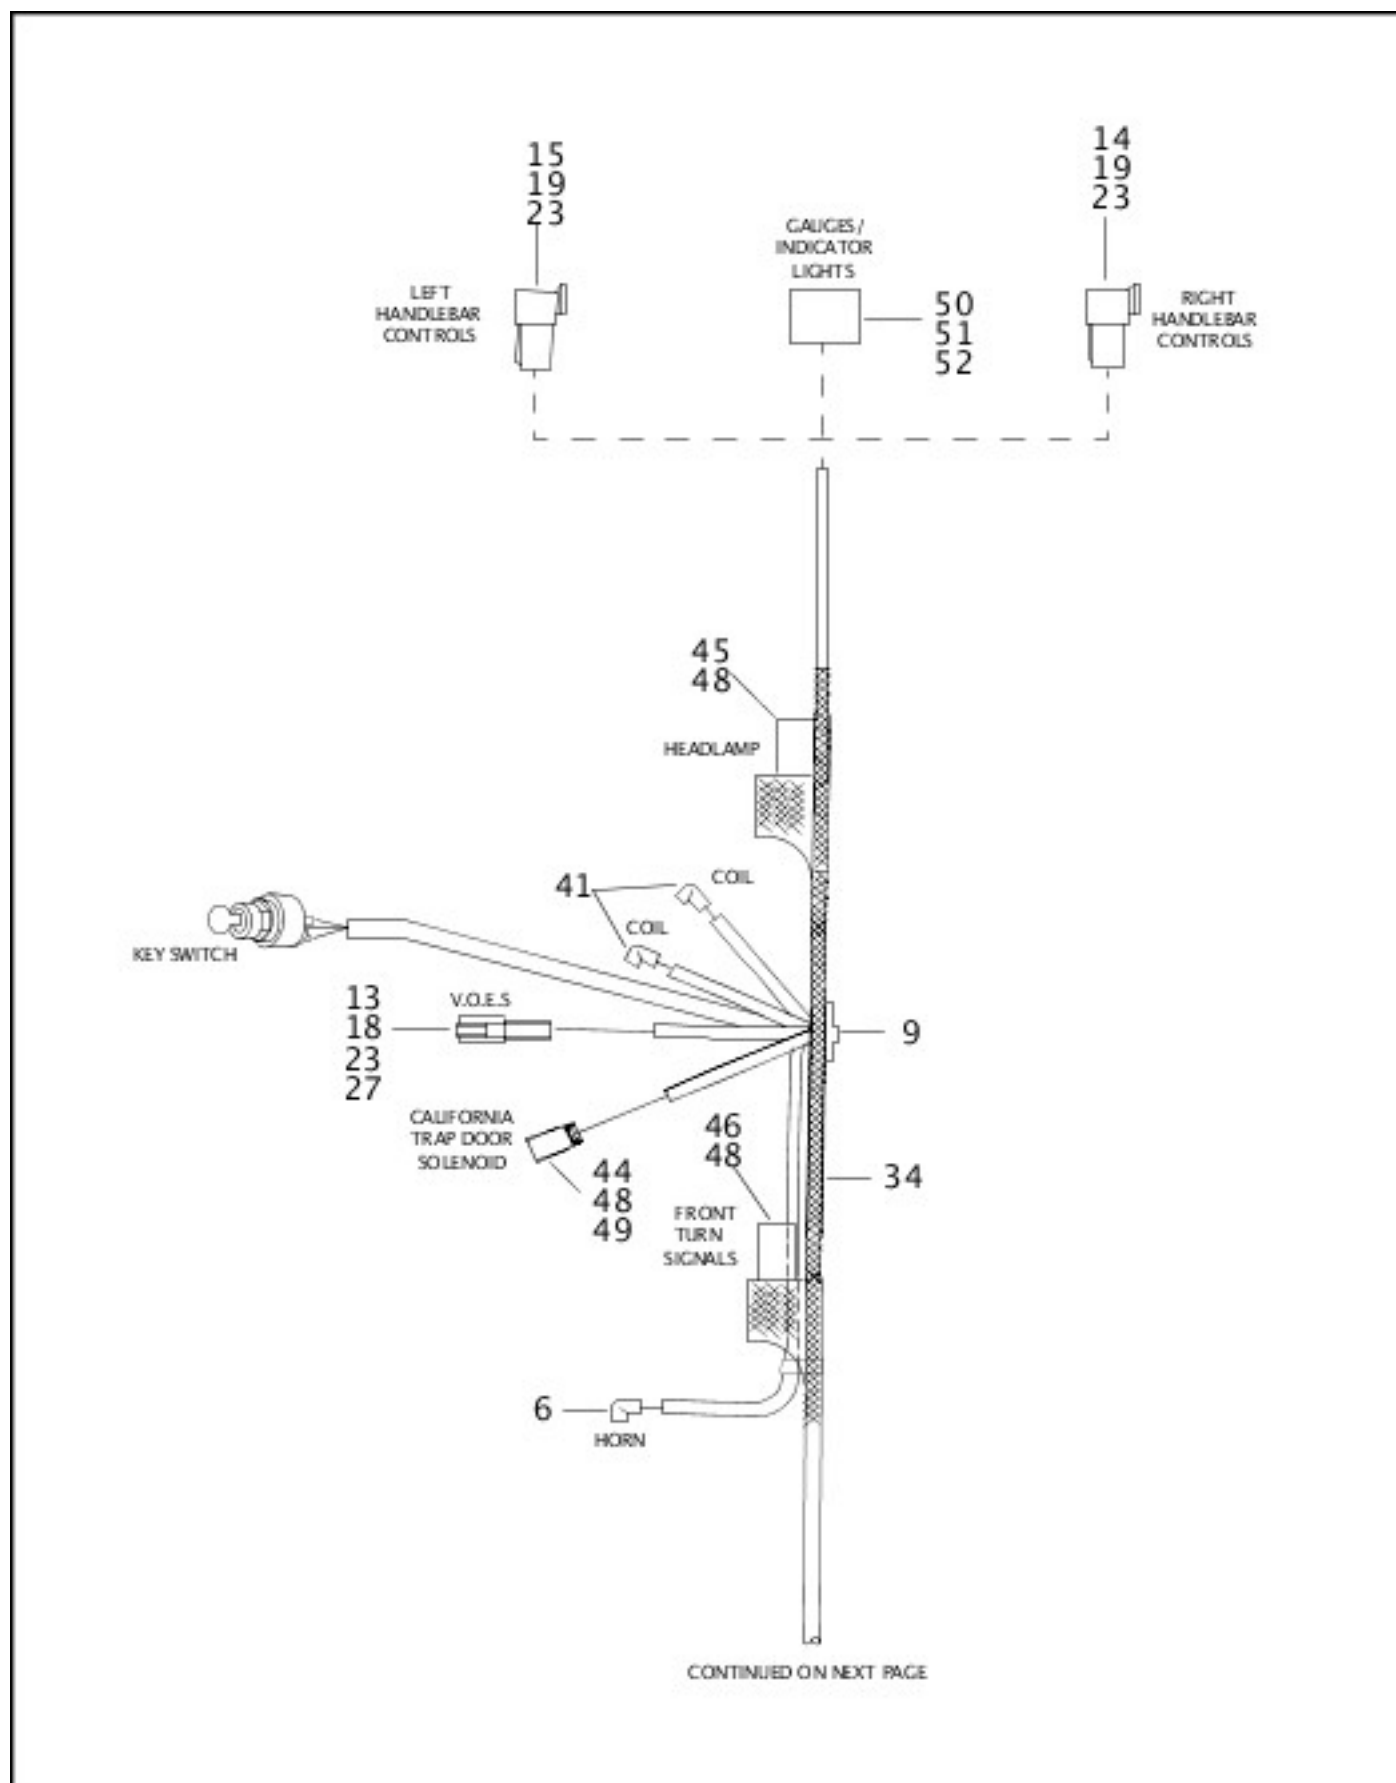 15
19
23
14
19
23
GAUGES/
INDICATOR
LIGHTS
LEFT
HANDLEBAR
CONTROLS
50
51
52
RIGHT
HANDLEBAR
CONTROLS
45
48
HEADLAMP
41
COIL
COIL
KEY SWITCH
13
18
23
27
V.O.E.S
9
CALIFORNIA
TRAP DOOR
SOLENOID
44
48
49
46
48
34
FRONT
TURN
SIGNALS
6
HORN
CONTINUED ON NEXT PAGE